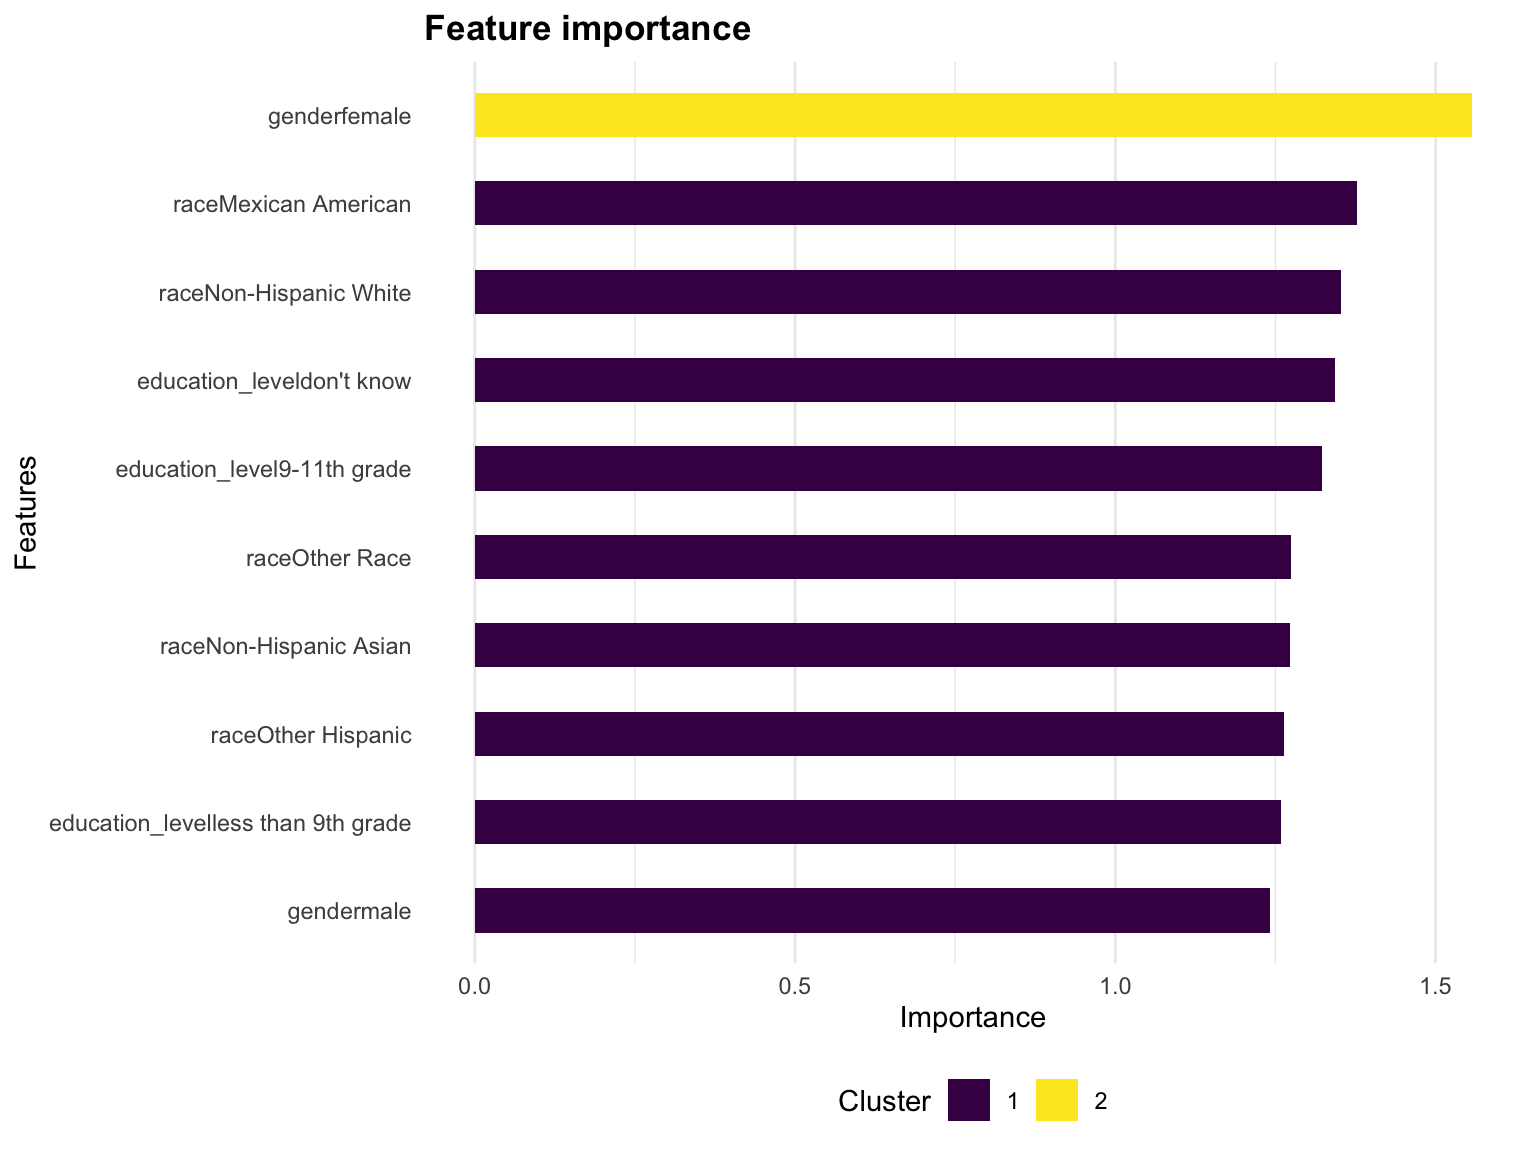 Feature importance
genderfemale
raceMexican American
raceNon-Hispanic White
education_leveldon't know
education_level9-11th grade
raceOther Race
raceNon-Hispanic Asian
raceOther Hispanic
education_levelless than 9th grade
gendermale
Features
0.0 0.5 1.0 1.5
Importance
Cluster 1 2